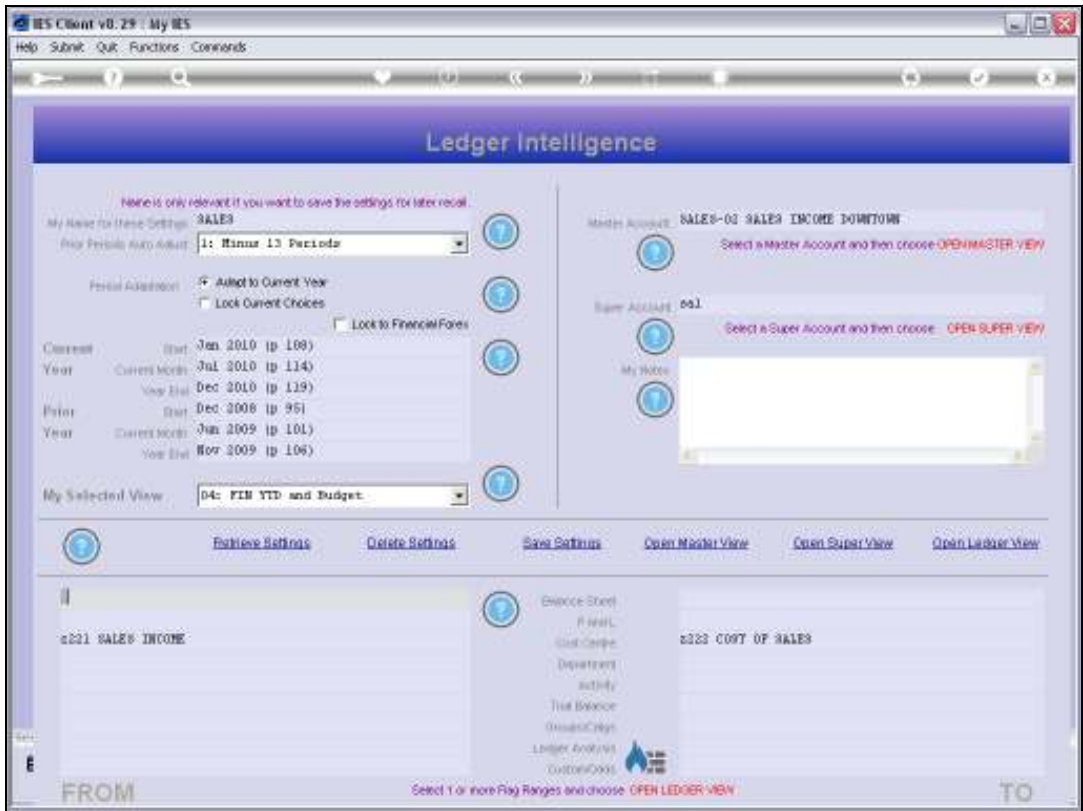 IES Client v8.29 : My IES
Help Submit Quit Functions Commands
Ledger Intelligence
Name is only relevant if you want to save the settings for later recall.
My Name for these Settings SALES
Prior Periods Auto Adjust 1: Minus 13 Periods
Period Adaptation Adapt to Current Year
Lock Current Choices
Lock to Financial Forex
Current Start Jan 2010 (p 108)
Year Current Month Jul 2010 (p 114)
Year End Dec 2010 (p 119)
Prior Start Dec 2008 (p 95)
Year Current Month Jun 2009 (p 101)
Year End Nov 2009 (p 106)
My Selected View 04: FIN YTD and Budget
Master Account SALES-02 SALES INCOME DOWNTOWN
Select a Master Account and then choose OPEN MASTER VIEW
Super Account sal
Select a Super Account and then choose OPEN SUPER VIEW
My Notes
Retrieve Settings Delete Settings Save Settings Open Master View Open Super View Open Ledger View
Balance Sheet
P and L
z221 SALES INCOME Cost Centre z222 COST OF SALES
Department
Activity
Trial Balance
Ledger Analysis
FROM Select 1 or more Flag Ranges and choose OPEN LEDGER VIEW TO